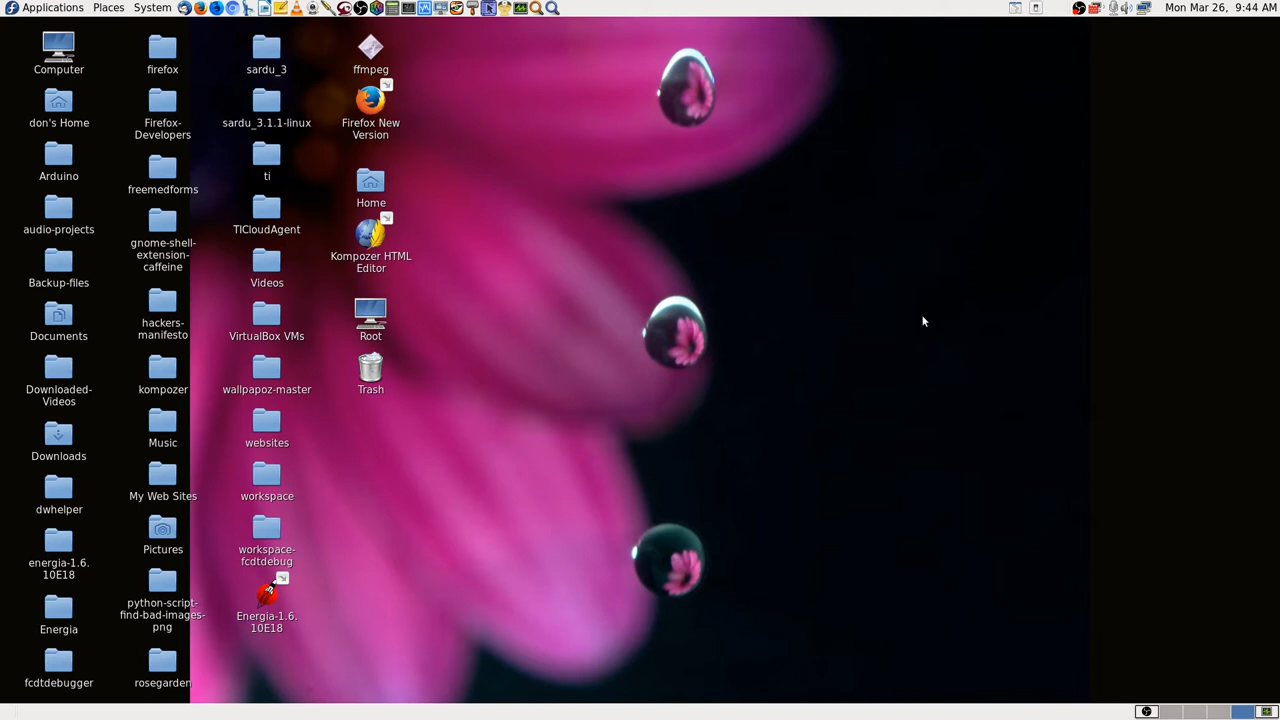 Applications Places System
Mon Mar 26, 9:44 AM
Computer
don's Home
Arduino
audio-projects
Backup-files
Documents
Downloaded-
Videos
Downloads
dwhelper
energia-1.6.
10E18
Energia
fcdtdebugger
firefox
Firefox-
Developers
freemedforms
gnome-shell-
extension-
caffeine
hackers-
manifesto
kompozer
Music
My Web Sites
Pictures
python-script-
find-bad-images-
png
rosegarden
sardu_3
sardu_3.1.1-linux
ti
TICloudAgent
Videos
VirtualBox VMs
wallpapoz-master
websites
workspace
workspace-
fcdtdebug
Energia-1.6.
10E18
ffmpeg
Firefox New
Version
Home
Kompozer HTML
Editor
Root
Trash